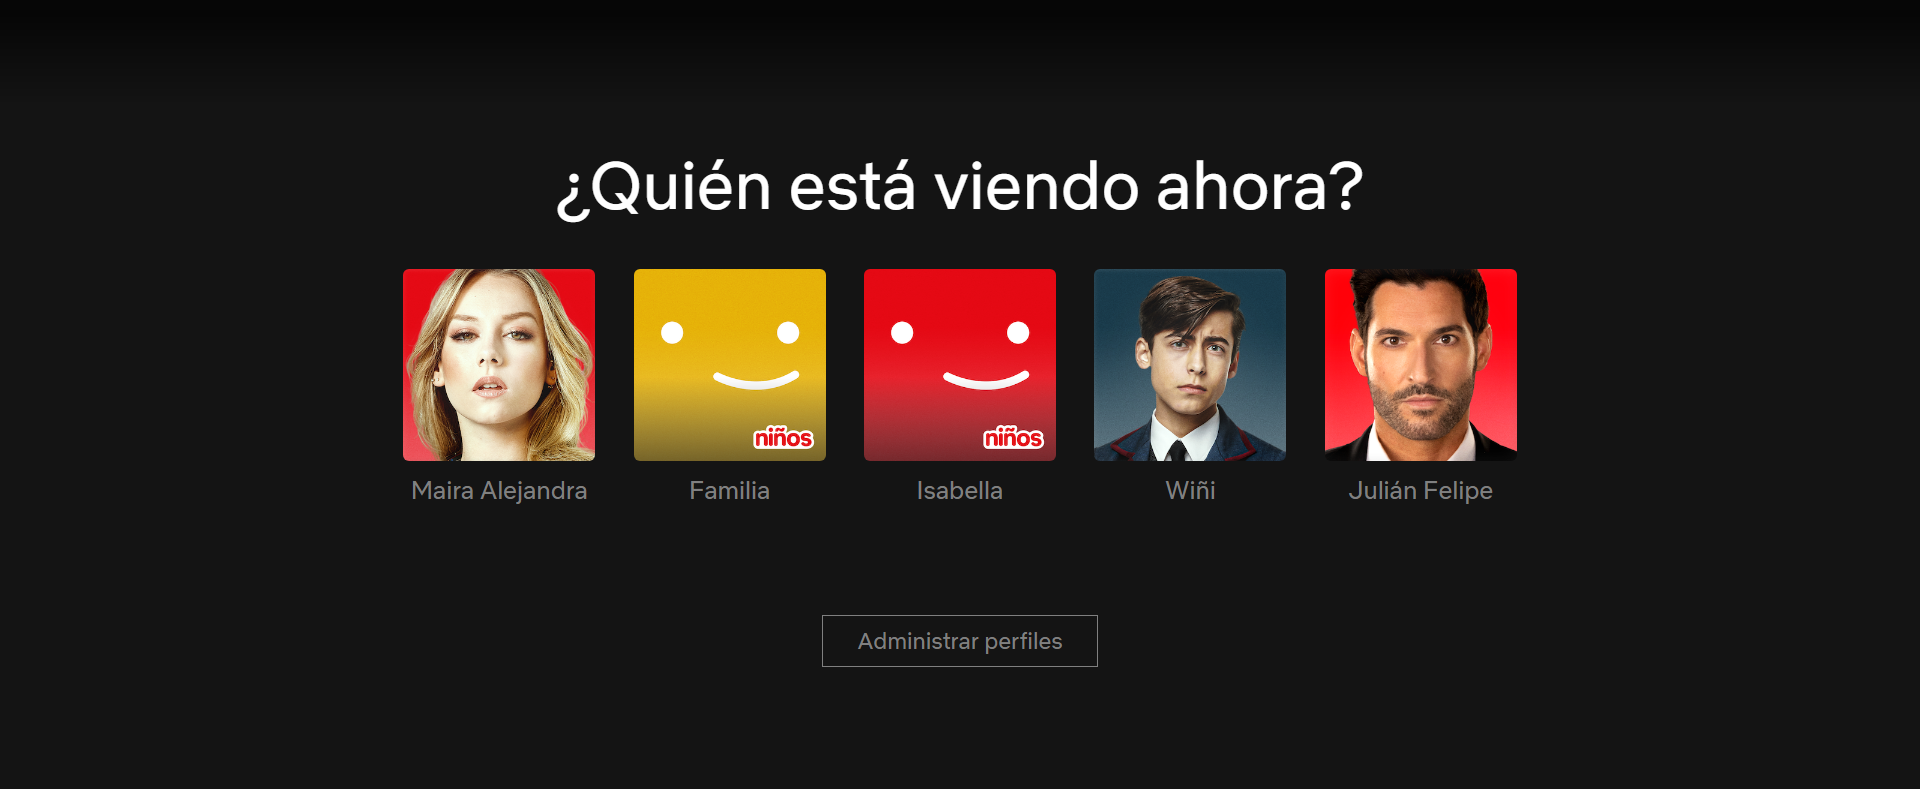 ¿Quién está viendo ahora?
niños
niños
Maira Alejandra
Familia
Isabella
Wiñi
Julián Felipe
Administrar perfiles